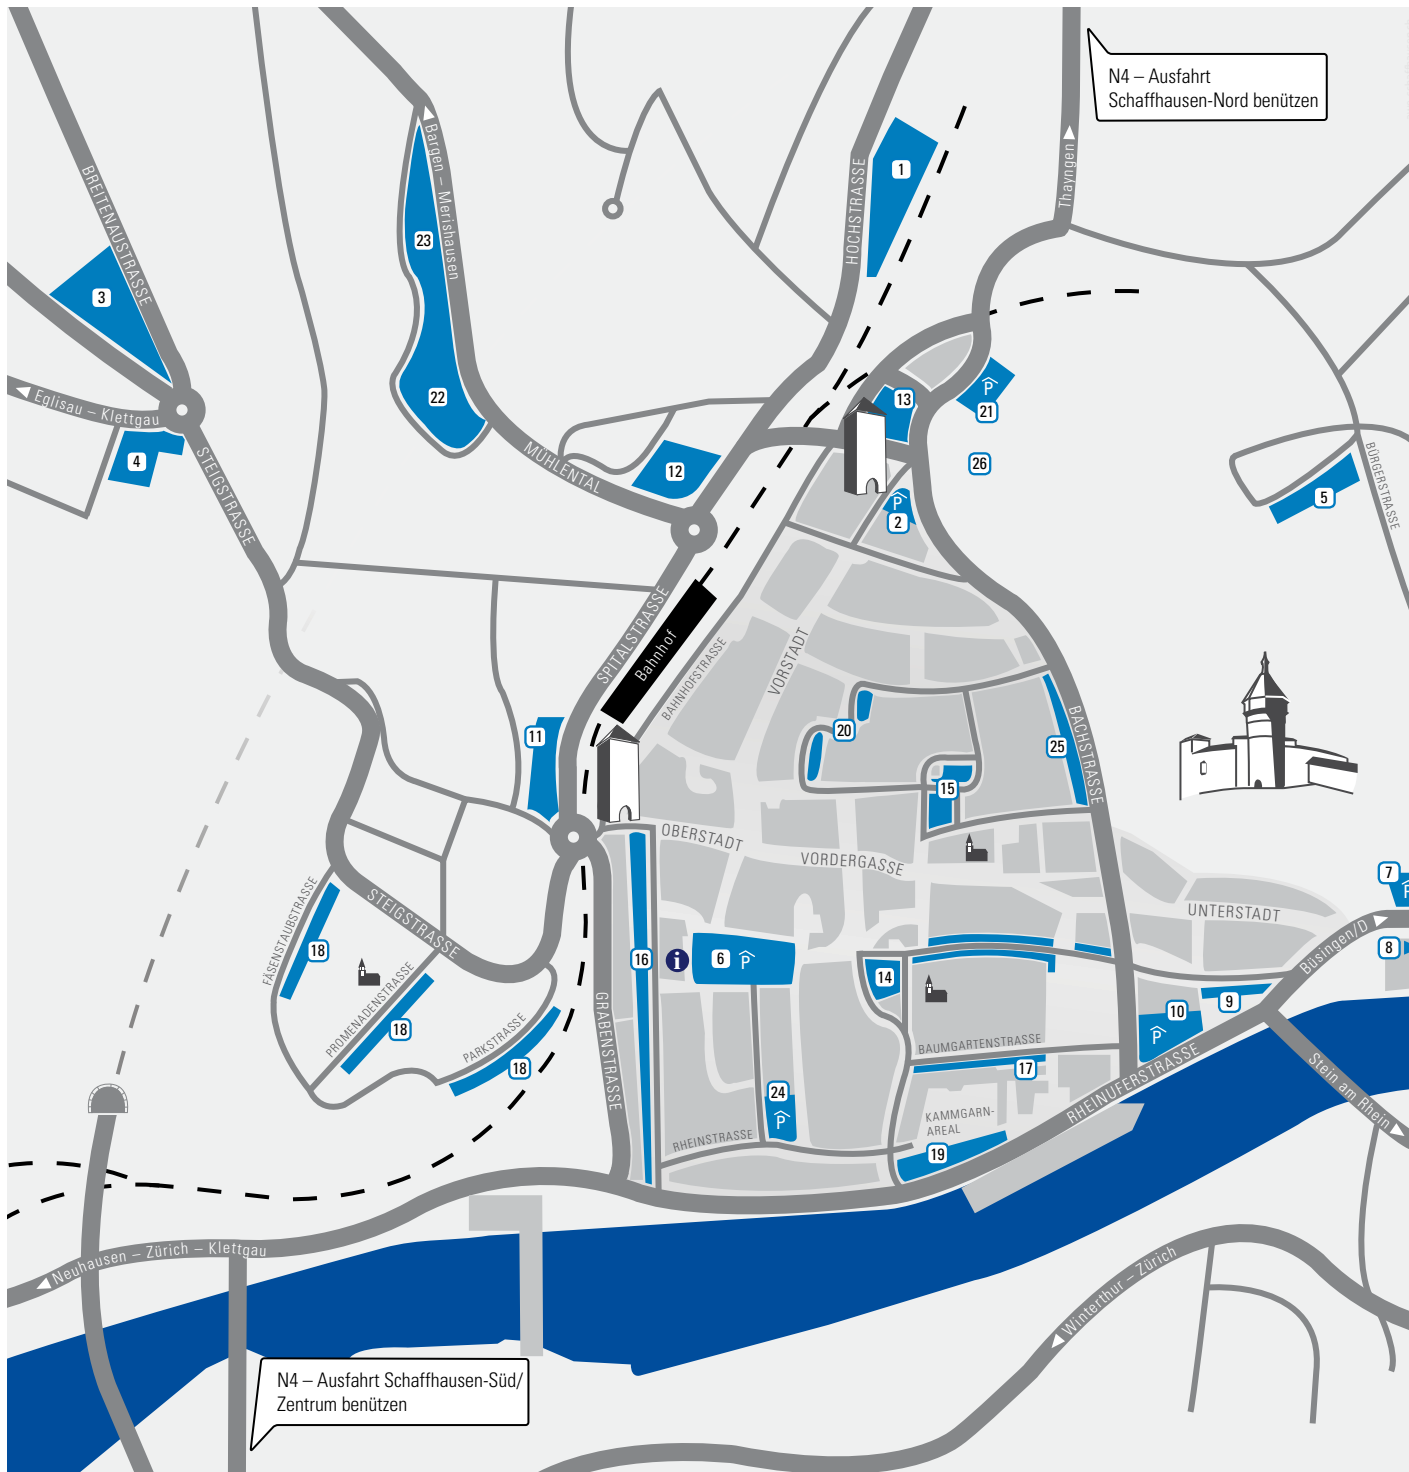 N4 – Ausfahrt
Schaffhausen-Nord benützen
Thayngen
HOCHSTRASSE
1
Bargen – Merishausen
BREITENAUSTRASSE
23
3
22
Eglisau – Klettgau
4
STEIGSTRASSE
MÜHLENTAL
12
13
P
21
26
P
2
5
BÜRGERSTRASSE
SPITALSTRASSE
Bahnhof
BAHNHOFSTRASSE
VORSTADT
11
20
25
BACHSTRASSE
15
OBERSTADT
VORDERGASSE
7
P
UNTERSTADT
Büsingen/D
8
FÄSENSTAUBSTRASSE
18
STEIGSTRASSE
PROMENADENSTRASSE
18
PARKSTRASSE
18
GRABENSTRASSE
16
i
6 P
14
9
10
P
BAUMGARTENSTRASSE
17
RHEINUFERSTRASSE
Stein am Rhein
24
P
RHEINSTRASSE
KAMMGARN-
AREAL
19
Neuhausen – Zürich – Klettgau
Winterthur – Zürich
N4 – Ausfahrt Schaffhausen-Süd/
Zentrum benützen